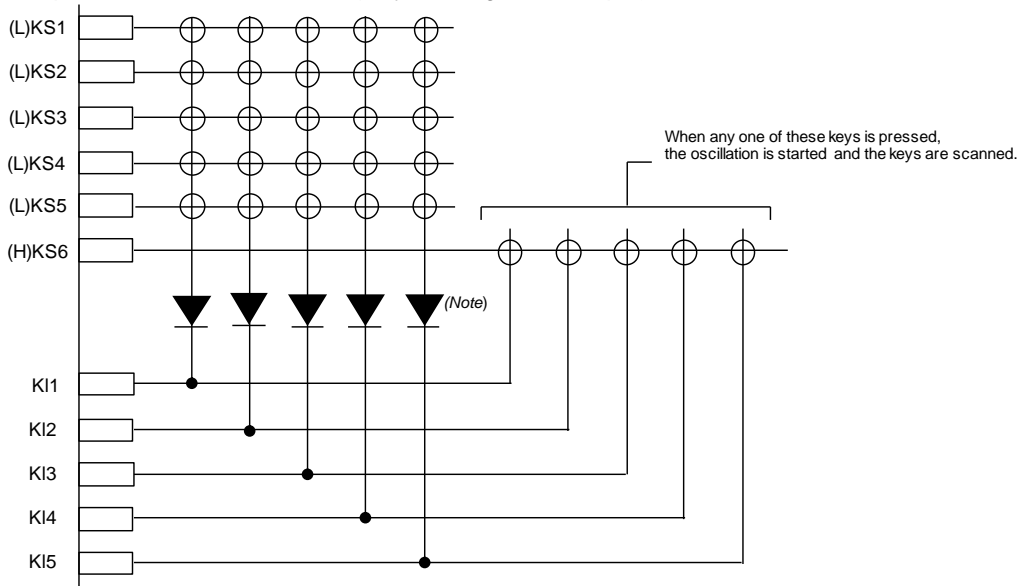 (L)KS1
(L)KS2
(L)KS3
(L)KS4
(L)KS5
(H)KS6
When any one of these keys is pressed,
the oscillation is started and the keys are scanned.
(Note)
KI1
KI2
KI3
KI4
KI5